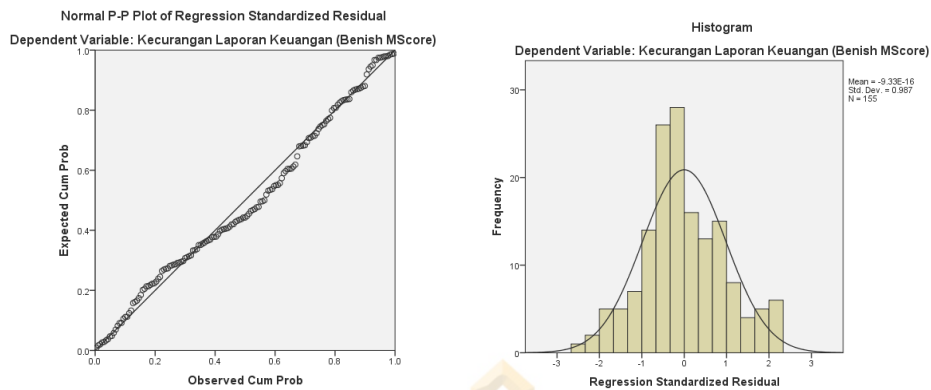 Normal P-P Plot of Regression Standardized Residual
Dependent Variable: Kecurangan Laporan Keuangan (Benish MScore)
1.0
0.8
0.6
0.4
0.2
0.0
Expected Cum Prob
0.0 0.2 0.4 0.6 0.8 1.0
Observed Cum Prob
Histogram
Dependent Variable: Kecurangan Laporan Keuangan (Benish MScore)
Mean = -9.33E-16
Std. Dev. = 0.987
N = 155
30
20
10
0
Frequency
-3 -2 -1 0 1 2 3
Regression Standardized Residual